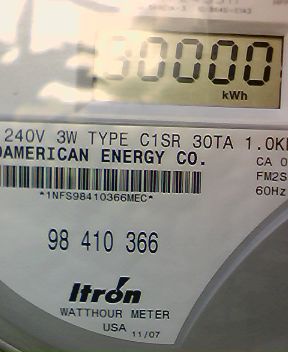 00000
kWh
240V 3W TYPE C1SR 30TA
AMERICAN ENERGY CO.
CA
FM2S
60Hz
*1NFS98410366MEC*
98 410 366
Itron
WATTHOUR METER
USA 11/07